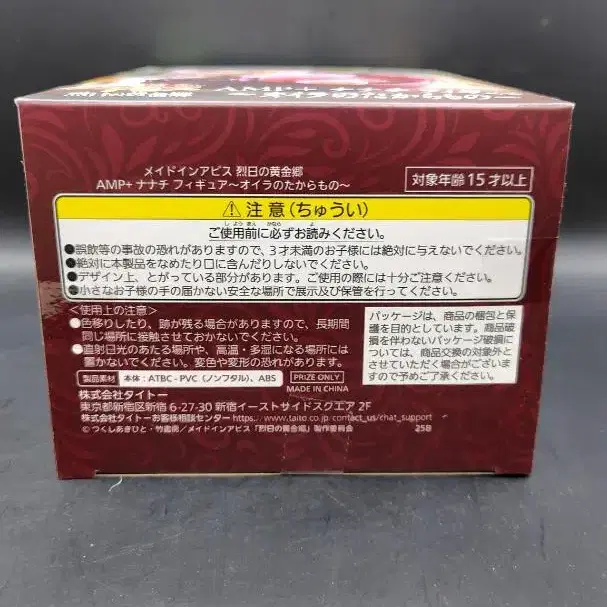 AMP+ ナナチ
メイドインアビス 烈日の黄金郷
AMP+ ナナチ フィギュア～オイラのたからもの～
対象年齢15才以上
⚠注意(ちゅうい)
ご使用前に必ずお読みください。
●誤飲等の事故の恐れがありますので、3才未満のお子様には絶対に与えないでください。
●絶対に本製品をなめたり口に含んだりしないでください。
●デザイン上、とがっている部分があります。ご使用の際には十分ご注意ください。
●小さなお子様の手の届かない安全な場所で展示及び保管を行ってください。
<使用上の注意>
●色移りしたり、跡が残る場合がありますので、長期間
同じ場所に接触させておかないでください。
●直射日光のあたる場所や、高温・多湿になる場所には
置かないでください。変色や変形の恐れがあります。
パッケージは、商品の梱包と保
護を目的としています。商品破
損を伴わないパッケージ破損に
ついては、商品交換の対象外と
させていただく場合がございま
すので予めご了承ください。
製品素材 本体:ATBC-PVC(ノンフタル)、ABS
PRIZE ONLY
MADE IN CHINA
株式会社タイトー
東京都新宿区新宿 6-27-30 新宿イーストサイドスクエア 2F
株式会社タイトーお客様相談センターhttps://www.taito.co.jp/contact_us/chat_support
© つくしあきひと・竹書房/メイドインアビス「烈日の黄金郷」製作委員会
25B